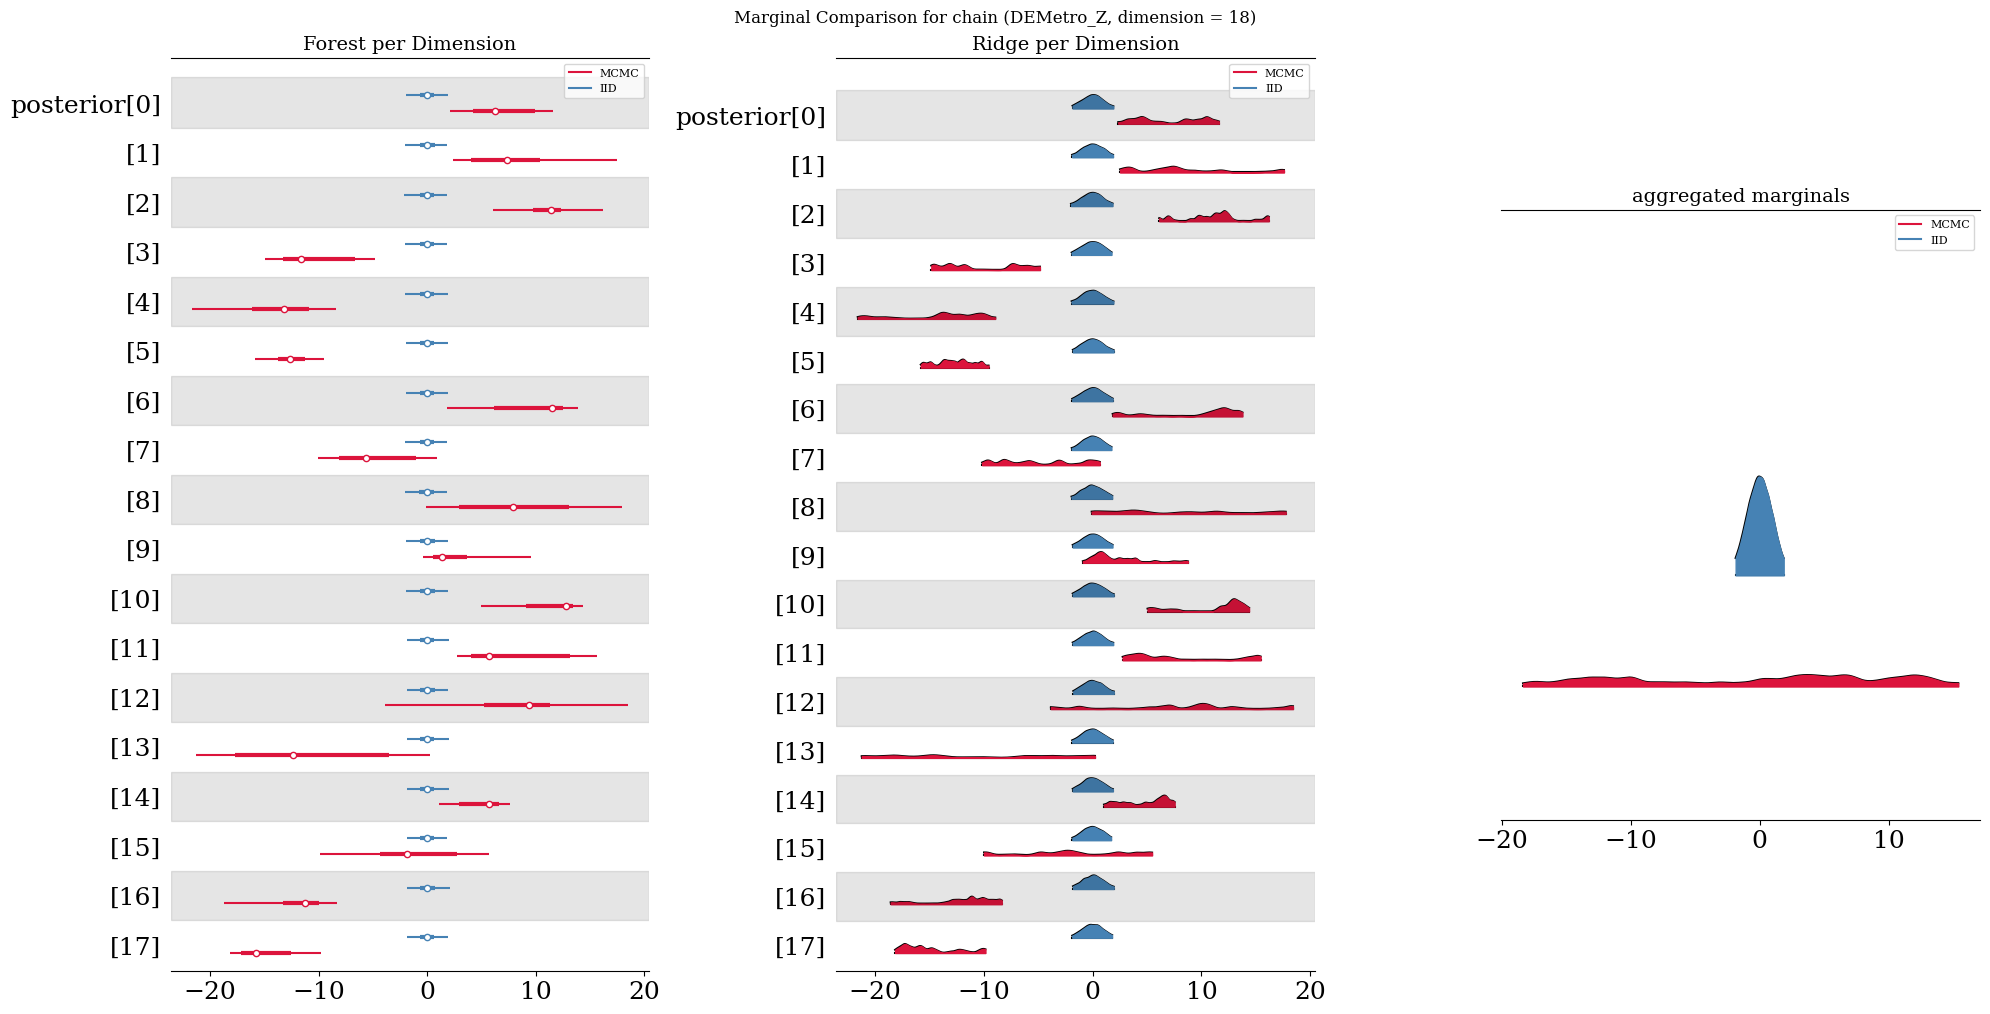 Marginal Comparison for chain (DEMetro_Z, dimension = 18)
Forest per Dimension
MCMC
IID
posterior[0]
[1]
[2]
[3]
[4]
[5]
[6]
[7]
[8]
[9]
[10]
[11]
[12]
[13]
[14]
[15]
[16]
[17]
−20 −10 0 10 20
Ridge per Dimension
MCMC
IID
posterior[0]
[1]
[2]
[3]
[4]
[5]
[6]
[7]
[8]
[9]
[10]
[11]
[12]
[13]
[14]
[15]
[16]
[17]
−20 −10 0 10 20
aggregated marginals
MCMC
IID
−20 −10 0 10